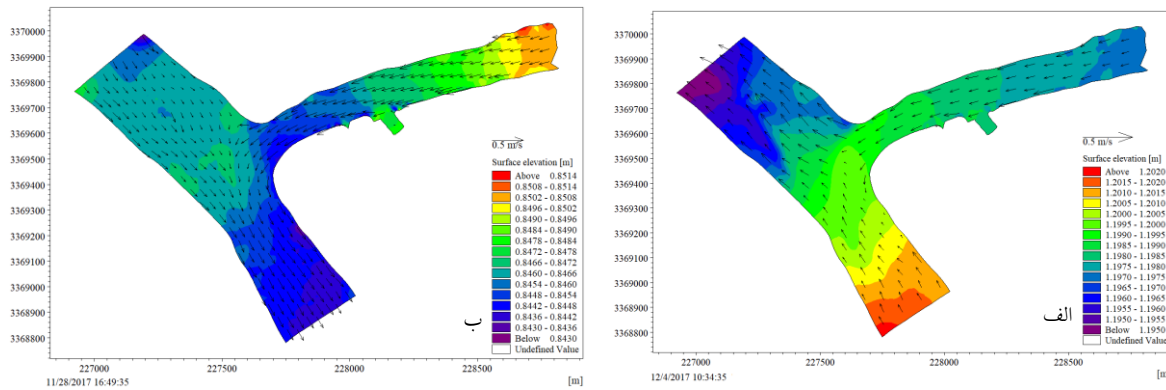 3370000
3369900
3369800
3369700
3369600
3369500
3369400
3369300
3369200
3369100
3369000
3368900
3368800
227000
227500
228000
228500
[m]
11/28/2017 16:49:35
0.5 m/s
Surface elevation [m]
Above 0.8514
0.8508 - 0.8514
0.8502 - 0.8508
0.8496 - 0.8502
0.8490 - 0.8496
0.8484 - 0.8490
0.8478 - 0.8484
0.8472 - 0.8478
0.8466 - 0.8472
0.8460 - 0.8466
0.8454 - 0.8460
0.8448 - 0.8454
0.8442 - 0.8448
0.8436 - 0.8442
0.8430 - 0.8436
Below 0.8430
Undefined Value
ب
3370000
3369900
3369800
3369700
3369600
3369500
3369400
3369300
3369200
3369100
3369000
3368900
3368800
227000
227500
228000
228500
[m]
12/4/2017 10:34:35
0.5 m/s
Surface elevation [m]
Above 1.2020
1.2015 - 1.2020
1.2010 - 1.2015
1.2005 - 1.2010
1.2000 - 1.2005
1.1995 - 1.2000
1.1990 - 1.1995
1.1985 - 1.1990
1.1980 - 1.1985
1.1975 - 1.1980
1.1970 - 1.1975
1.1965 - 1.1970
1.1960 - 1.1965
1.1955 - 1.1960
1.1950 - 1.1955
Below 1.1950
Undefined Value
الف